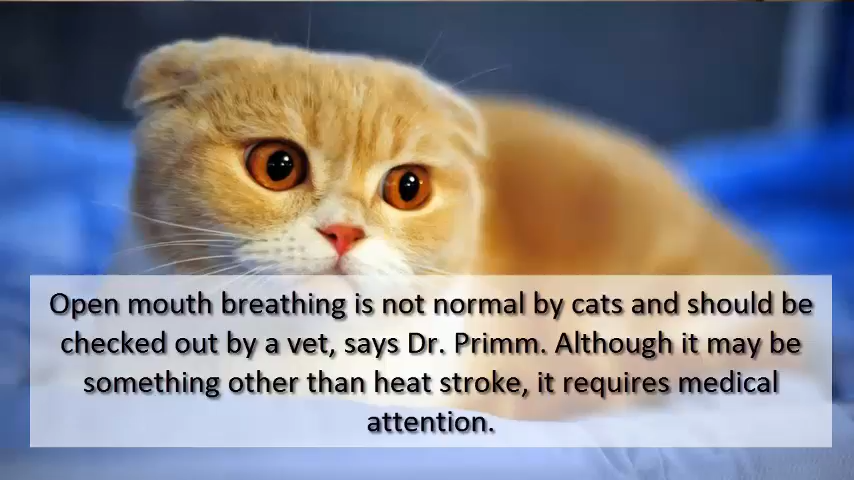 Open mouth breathing is not normal by cats and should be
checked out by a vet, says Dr. Primm. Although it may be
something other than heat stroke, it requires medical
attention.